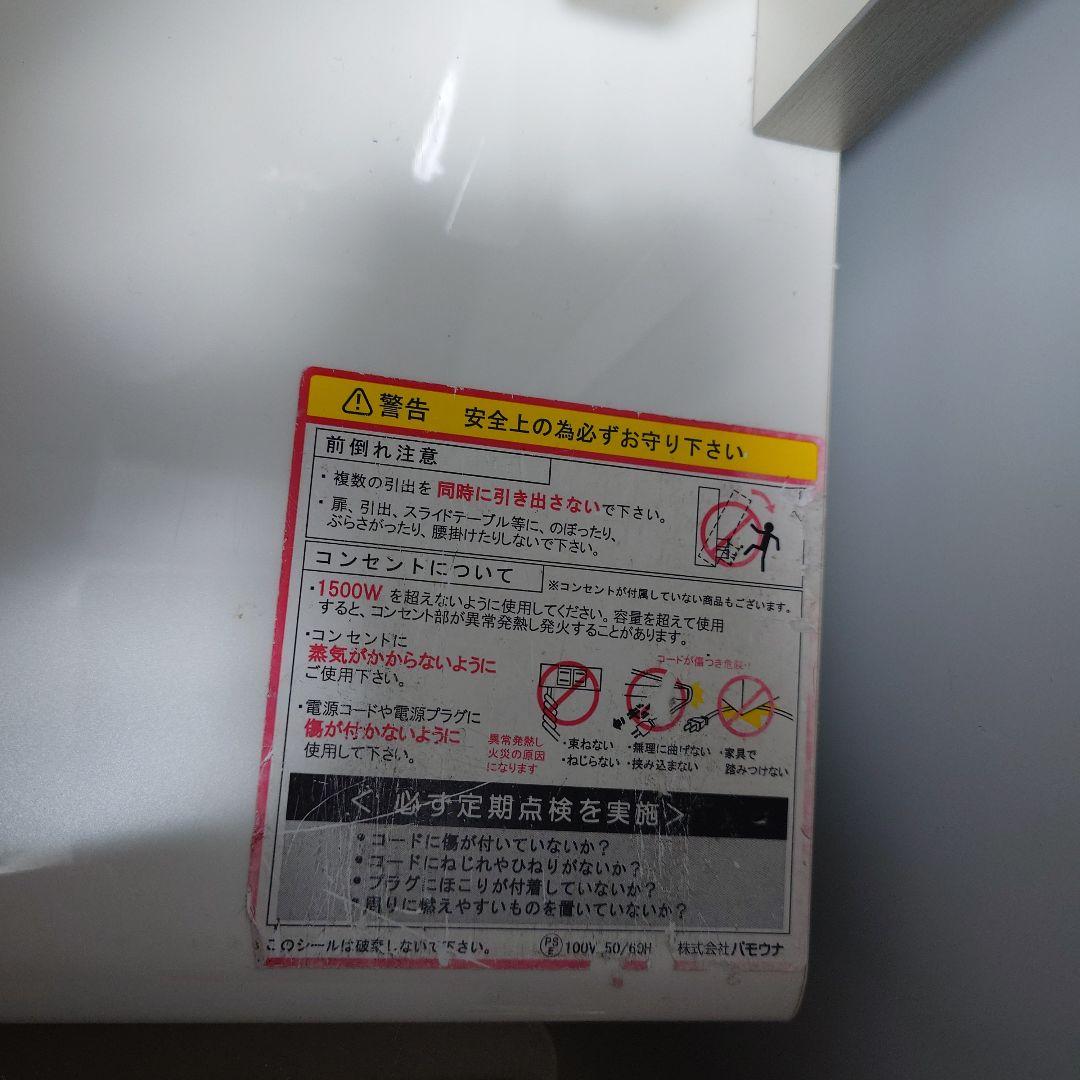 警告 安全上の為必ずお守り下さい
前倒れ注意
・複数の引出を同時に引き出さないで下さい。
・扉、引出、スライドテーブル等に、のぼったり、
ぶらさがったり、腰掛けたりしないで下さい。
コンセントについて
※コンセントが付属していない商品もございます。
・1500Wを超えないように使用してください。容量を超えて使用
すると、コンセント部が異常発熱し発火することがあります。
・コンセントに
蒸気がかからないように
ご使用下さい。
・電源コードや電源プラグに
傷が付かないように
使用して下さい。
コードが傷つき危険!!
異常発熱し
火災の原因
になります
・束ねない
・ねじらない
・無理に曲げない
・挟み込まない
・家具で
踏みつけない
<必ず定期点検を実施>
● コードに傷が付いていないか?
● コードにねじれやひねりがないか?
● プラグにほこりが付着していないか?
● 周りに燃えやすいものを置いていないか?
このシールは破棄しないで下さい。
PSE 100V 50/60H 株式会社パモウナ